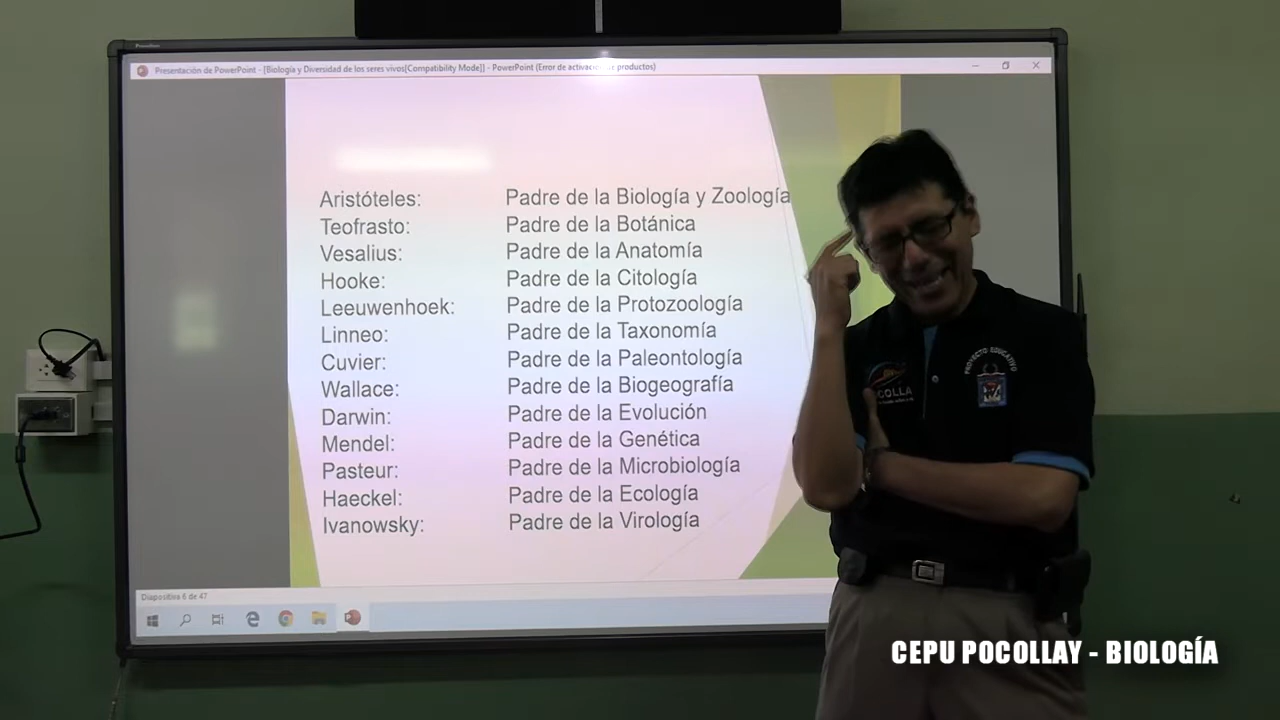 Presentación de PowerPoint - [Biología y Diversidad de los seres vivos[Compatibility Mode]] - PowerPoint (Error de activación de productos)
Aristóteles: Padre de la Biología y Zoología
Teofrasto: Padre de la Botánica
Vesalius: Padre de la Anatomía
Hooke: Padre de la Citología
Leeuwenhoek: Padre de la Protozoología
Linneo: Padre de la Taxonomía
Cuvier: Padre de la Paleontología
Wallace: Padre de la Biogeografía
Darwin: Padre de la Evolución
Mendel: Padre de la Genética
Pasteur: Padre de la Microbiología
Haeckel: Padre de la Ecología
Ivanowsky: Padre de la Virología
Diapositiva 6 de 47
PROYECTO EDUCATIVO
COLLA
CEPU POCOLLAY - BIOLOGÍA